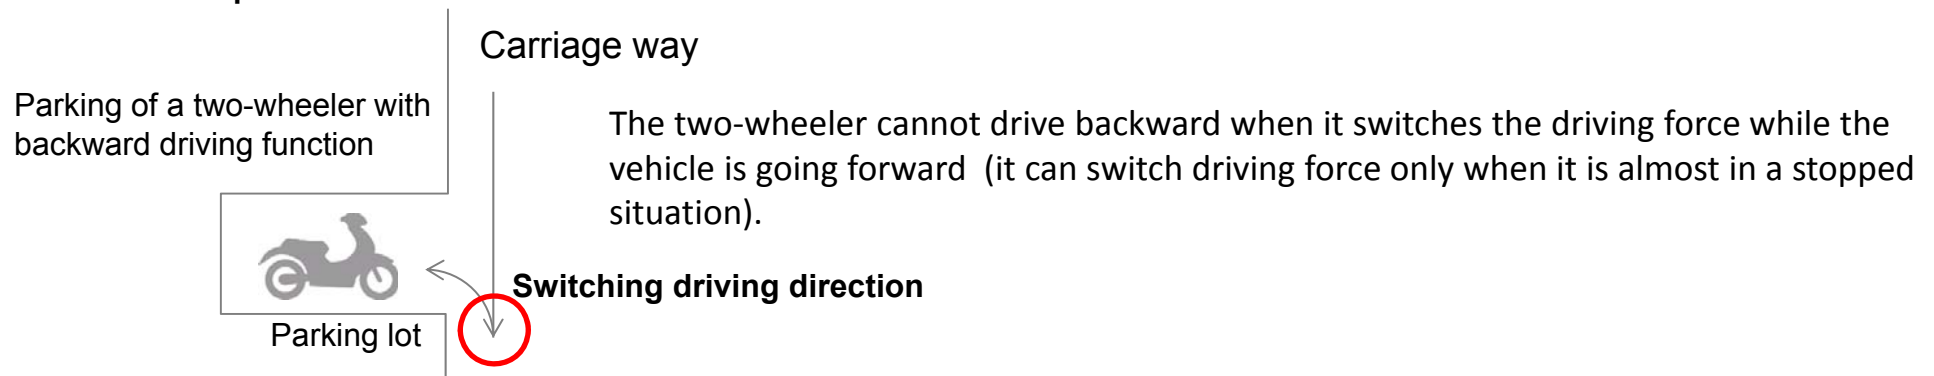 Carriage way
Parking of a two-wheeler with
backward driving function
The two-wheeler cannot drive backward when it switches the driving force while the
vehicle is going forward  (it can switch driving force only when it is almost in a stopped
situation).
Switching driving direction
Parking lot